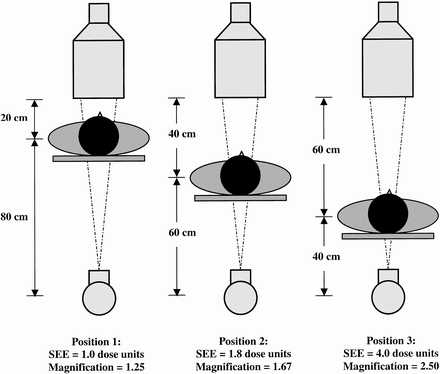 20 cm
80 cm
40 cm
60 cm
60 cm
40 cm
Position 1:
SEE = 1.0 dose units
Magnification = 1.25
Position 2:
SEE = 1.8 dose units
Magnification = 1.67
Position 3:
SEE = 4.0 dose units
Magnification = 2.50